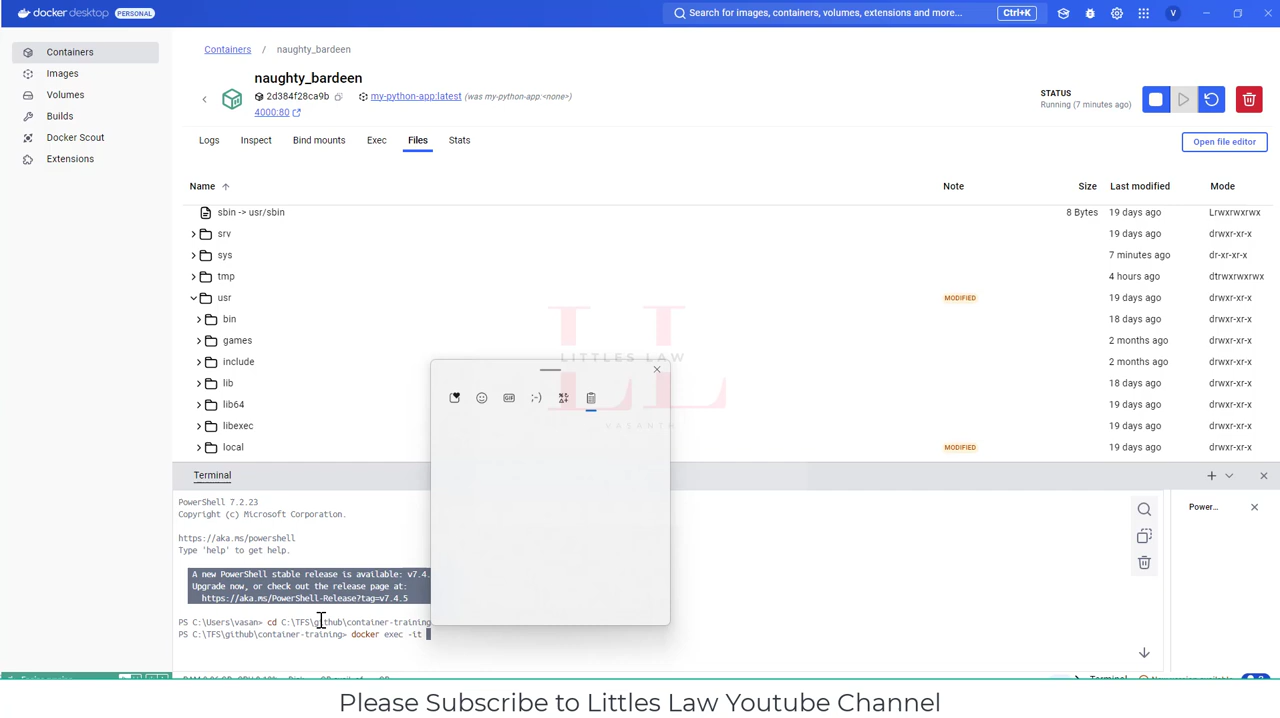 docker desktop PERSONAL
Search for images, containers, volumes, extensions and more... Ctrl+K V
Containers
Images
Volumes
Builds
Docker Scout
Extensions
Containers / naughty_bardeen
naughty_bardeen
2d384f28ca9b my-python-app:latest (was my-python-app:<none>)
4000:80
STATUS
Running (7 minutes ago)
Logs Inspect Bind mounts Exec Files Stats
Open file editor
Name Note Size Last modified Mode
sbin -> usr/sbin 8 Bytes 19 days ago Lrwxrwxrwx
srv 19 days ago drwxr-xr-x
sys 7 minutes ago dr-xr-xr-x
tmp 4 hours ago dtrwxrwxrwx
usr MODIFIED 19 days ago drwxr-xr-x
bin 18 days ago drwxr-xr-x
games 2 months ago drwxr-xr-x
include 2 months ago drwxr-xr-x
lib 18 days ago drwxr-xr-x
lib64 19 days ago drwxr-xr-x
libexec 19 days ago drwxr-xr-x
local MODIFIED 19 days ago drwxr-xr-x
LL
LITTLES LAW
VASANTH
GIF ;-)
Terminal
Power...
PowerShell 7.2.23
Copyright (c) Microsoft Corporation.
https://aka.ms/powershell
Type 'help' to get help.
A new PowerShell stable release is available: v7.4.
Upgrade now, or check out the release page at:
https://aka.ms/PowerShell-Release?tag=v7.4.5
PS C:\Users\vasan> cd C:\TFS\github\container-training
PS C:\TFS\github\container-training> docker exec -it
Please Subscribe to Littles Law Youtube Channel